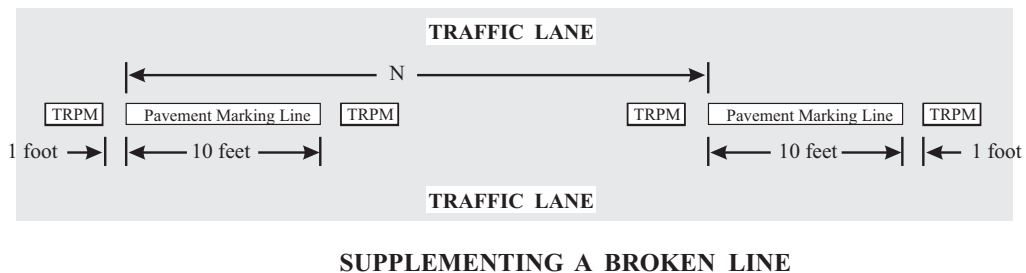 TRAFFIC LANE
N
TRPM Pavement Marking Line TRPM TRPM Pavement Marking Line TRPM
1 foot 10 feet 10 feet 1 foot
TRAFFIC LANE
SUPPLEMENTING A BROKEN LINE